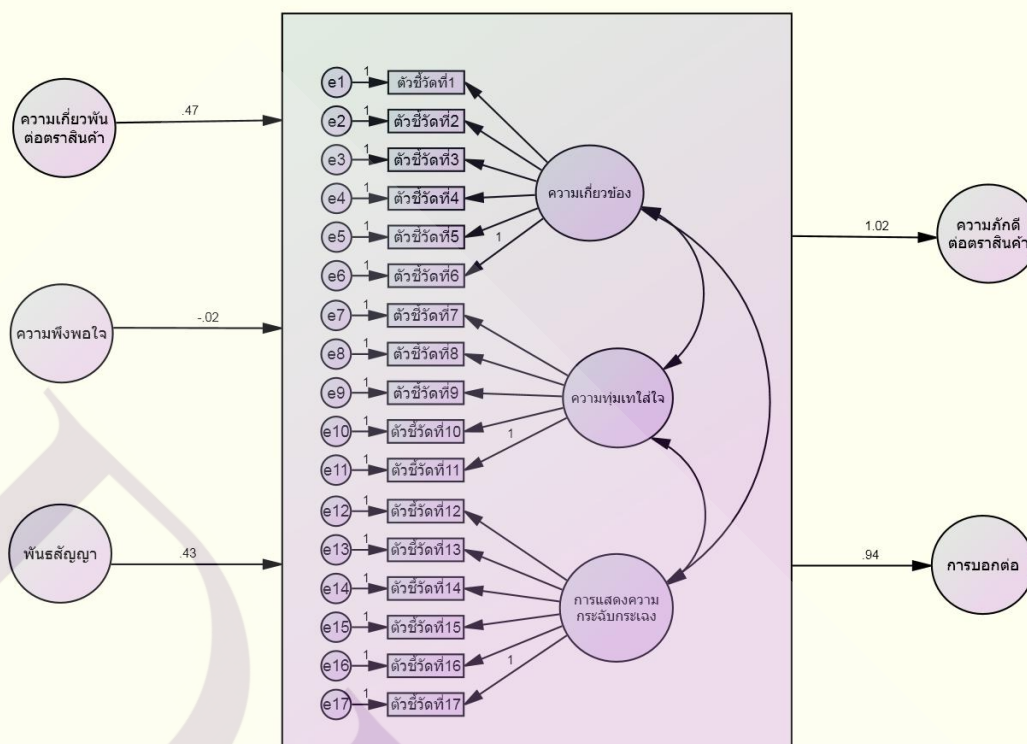 ความเกี่ยวพัน
ต่อตราสินค้า
.47
ความพึงพอใจ
-.02
พันธสัญญา
.43
e1
1
ตัวชี้วัดที่1
e2
1
ตัวชี้วัดที่2
e3
1
ตัวชี้วัดที่3
e4
1
ตัวชี้วัดที่4
e5
1
ตัวชี้วัดที่5
1
e6
1
ตัวชี้วัดที่6
e7
1
ตัวชี้วัดที่7
e8
1
ตัวชี้วัดที่8
e9
1
ตัวชี้วัดที่9
e10
1
ตัวชี้วัดที่10
1
e11
1
ตัวชี้วัดที่11
e12
1
ตัวชี้วัดที่12
e13
1
ตัวชี้วัดที่13
e14
1
ตัวชี้วัดที่14
e15
1
ตัวชี้วัดที่15
e16
1
ตัวชี้วัดที่16
1
e17
1
ตัวชี้วัดที่17
ความเกี่ยวข้อง
ความทุ่มเทใส่ใจ
การแสดงความ
กระฉับกระเฉง
1.02
ความภักดี
ต่อตราสินค้า
.94
การบอกต่อ